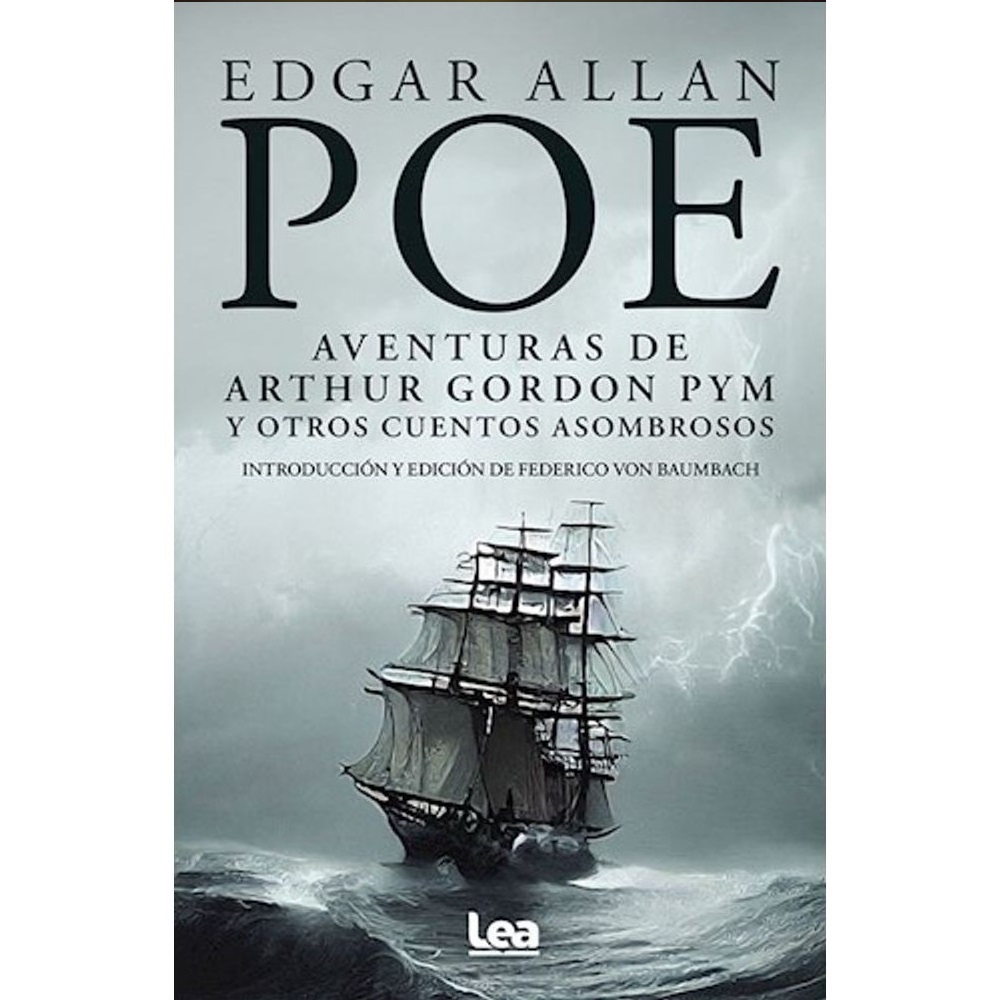 EDGAR ALLAN
POE
AVENTURAS DE
ARTHUR GORDON PYM
Y OTROS CUENTOS ASOMBROSOS
INTRODUCCIÓN Y EDICIÓN DE FEDERICO VON BAUMBACH
Lea